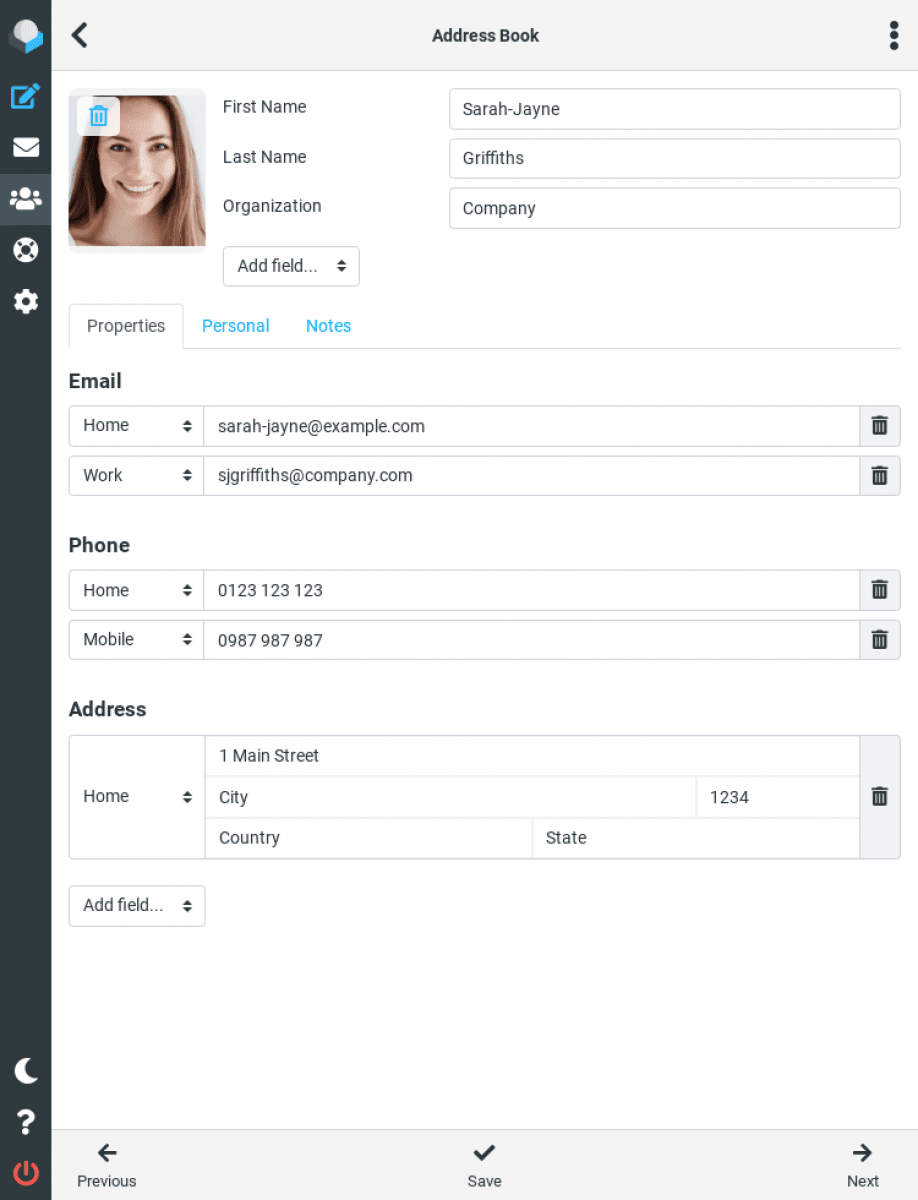 Address Book
First Name
Sarah-Jayne
Last Name
Griffiths
Organization
Company
Add field...
Properties Personal Notes
Email
Home sarah-jayne@example.com
Work sjgriffiths@company.com
Phone
Home 0123 123 123
Mobile 0987 987 987
Address
1 Main Street
Home City 1234
Country State
Add field...
Previous Save Next